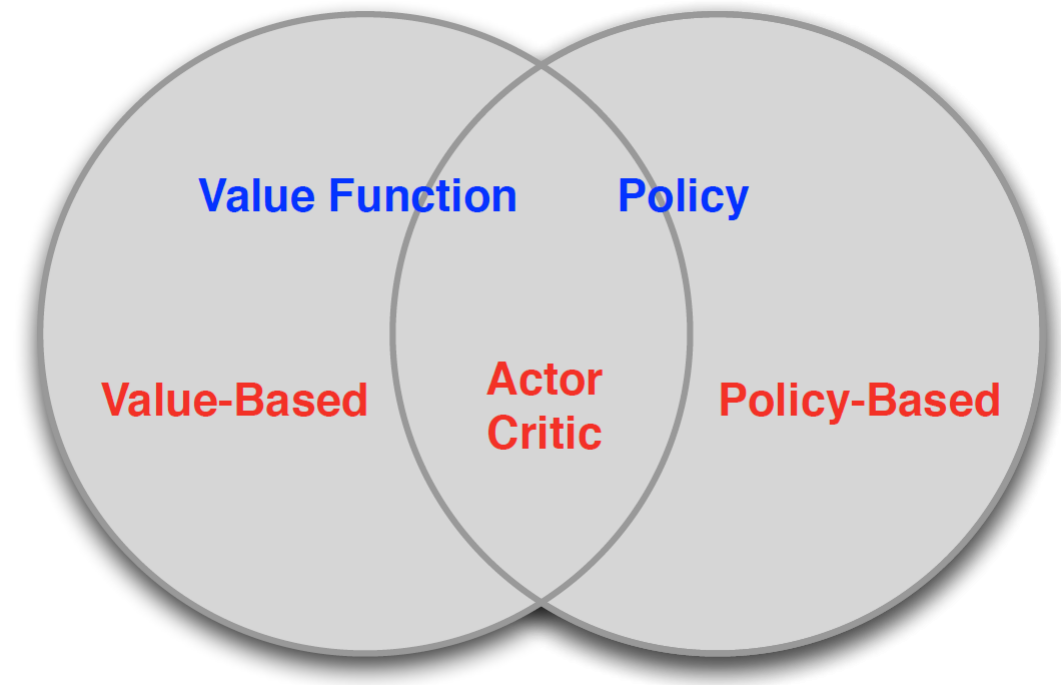 Value Function
Policy
Value-Based
Actor
Critic
Policy-Based